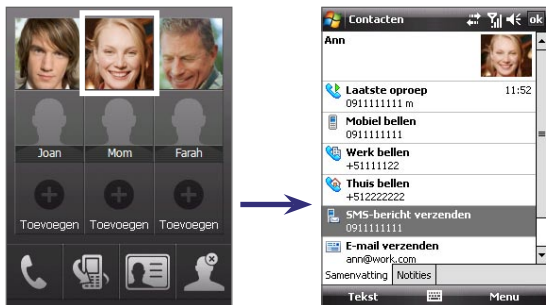 Joan Mom Farah
Toevoegen Toevoegen Toevoegen
Contacten ok
Ann
Laatste oproep 11:52
0911111111 m
Mobiel bellen
0911111111
Werk bellen
+51111122
Thuis bellen
+512222222
SMS-bericht verzenden
0911111111
E-mail verzenden
ann@work.com
Samenvatting Notities
Tekst Menu